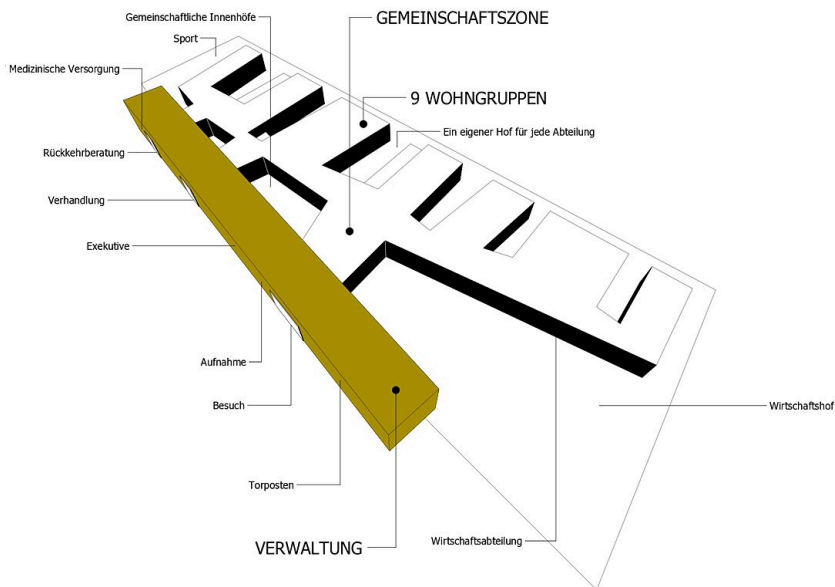 Gemeinschaftliche Innenhöfe
GEMEINSCHAFTSZONE
Sport
Medizinische Versorgung
9 WOHNGRUPPEN
Ein eigener Hof für jede Abteilung
Rückkehrberatung
Verhandlung
Exekutive
Aufnahme
Besuch
Wirtschaftshof
Torposten
Wirtschaftsabteilung
VERWALTUNG